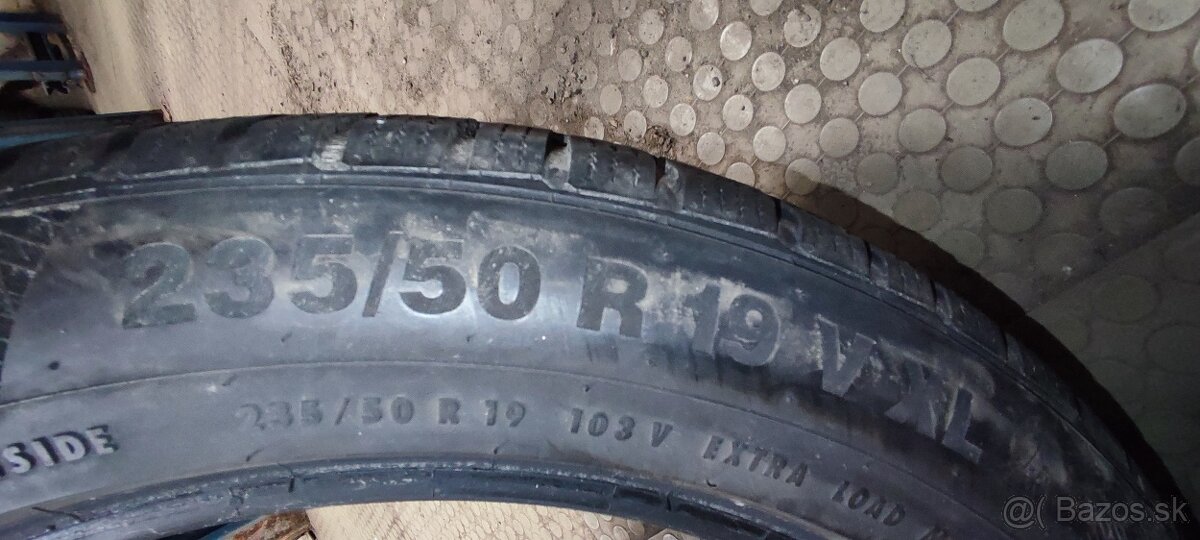 235/50 R 19 V XL
235/50 R 19 103 V EXTRA LOAD
SIDE
@( Bazos.sk